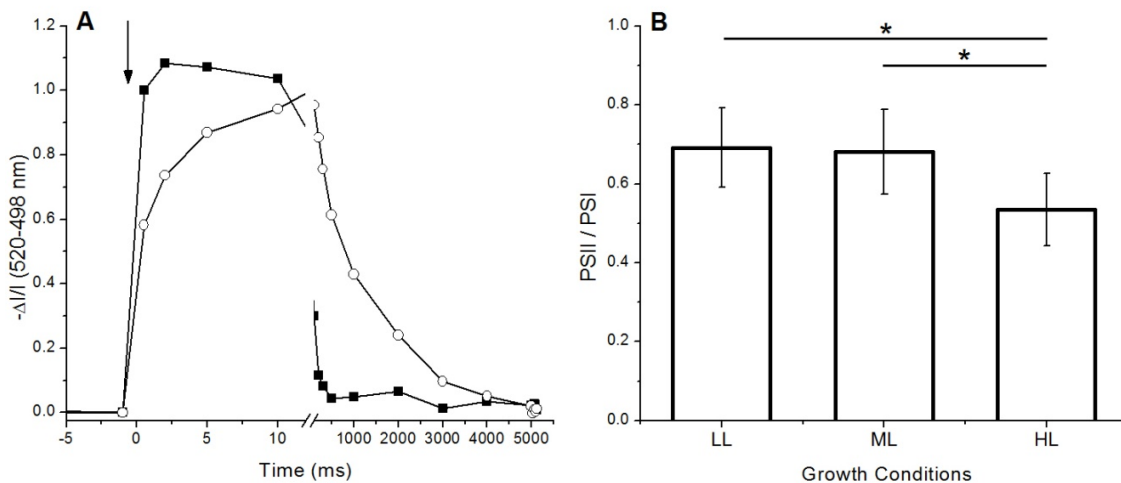 A
1.2
1.0
0.8
0.6
0.4
0.2
0.0
-ΔI/I (520-498 nm)
-5 0 5 10 1000 2000 3000 4000 5000
Time (ms)
B
1.0
0.8
0.6
0.4
0.2
0.0
PSII / PSI
*
*
LL ML HL
Growth Conditions